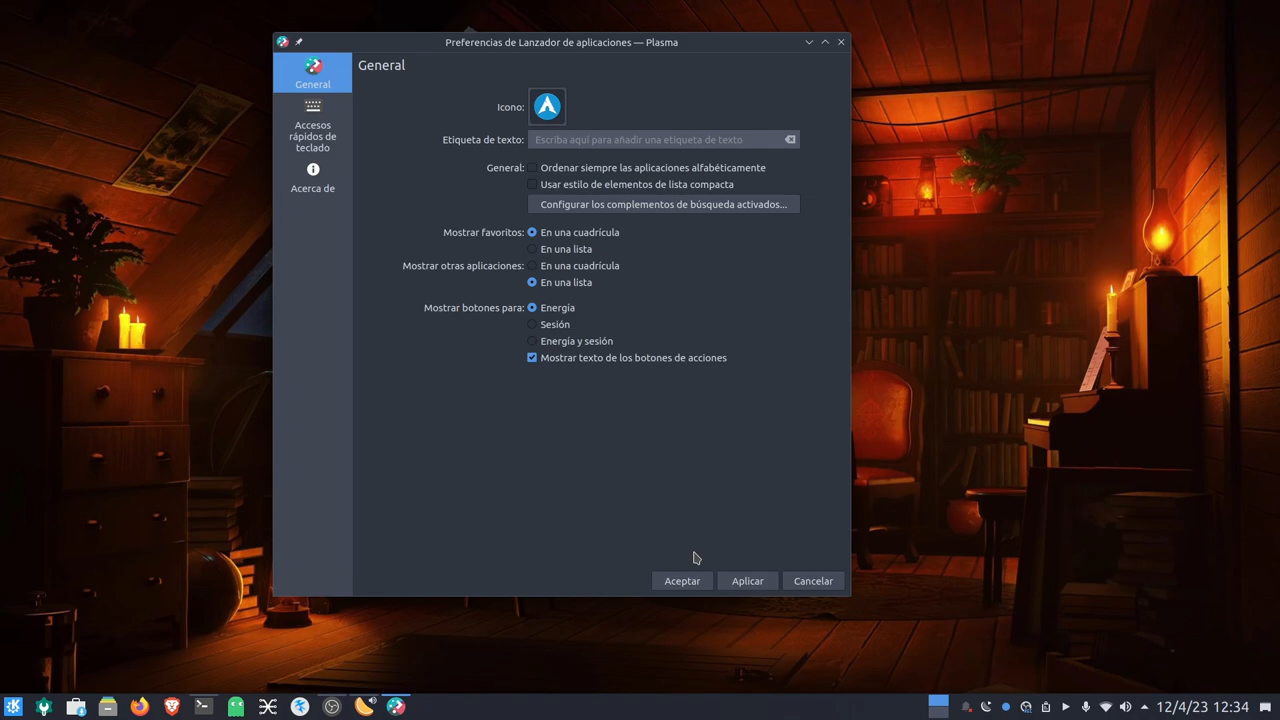 Preferencias de Lanzador de aplicaciones — Plasma
General
General
Accesos
rápidos de
teclado
Acerca de
Icono:
Etiqueta de texto: Escriba aquí para añadir una etiqueta de texto
General: Ordenar siempre las aplicaciones alfabéticamente
Usar estilo de elementos de lista compacta
Configurar los complementos de búsqueda activados...
Mostrar favoritos: En una cuadrícula
En una lista
Mostrar otras aplicaciones: En una cuadrícula
En una lista
Mostrar botones para: Energía
Sesión
Energía y sesión
Mostrar texto de los botones de acciones
Aceptar Aplicar Cancelar
12/4/23 12:34